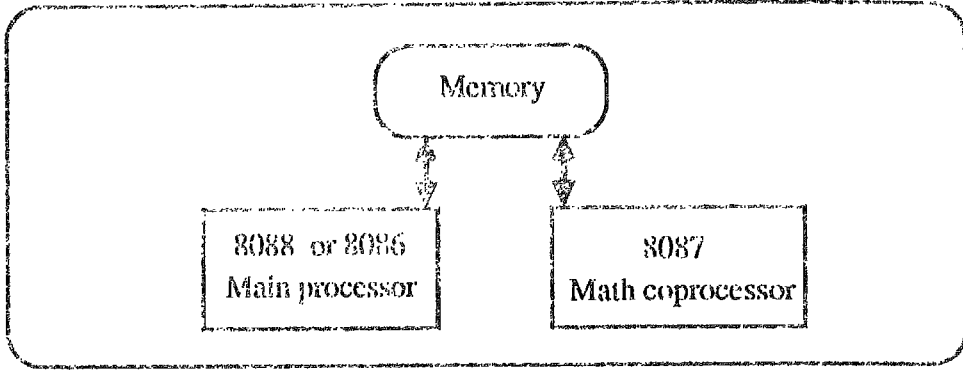 Memory
8088 or 8086
Main processor
8087
Math coprocessor